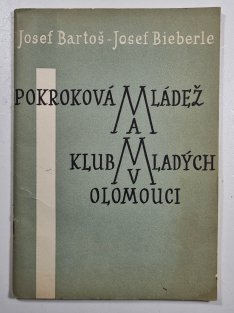 Josef Bartoš - Josef Bieberle
POKROKOVÁ MLÁDEŽ
A
KLUB MLADÝCH
V
OLOMOUCI